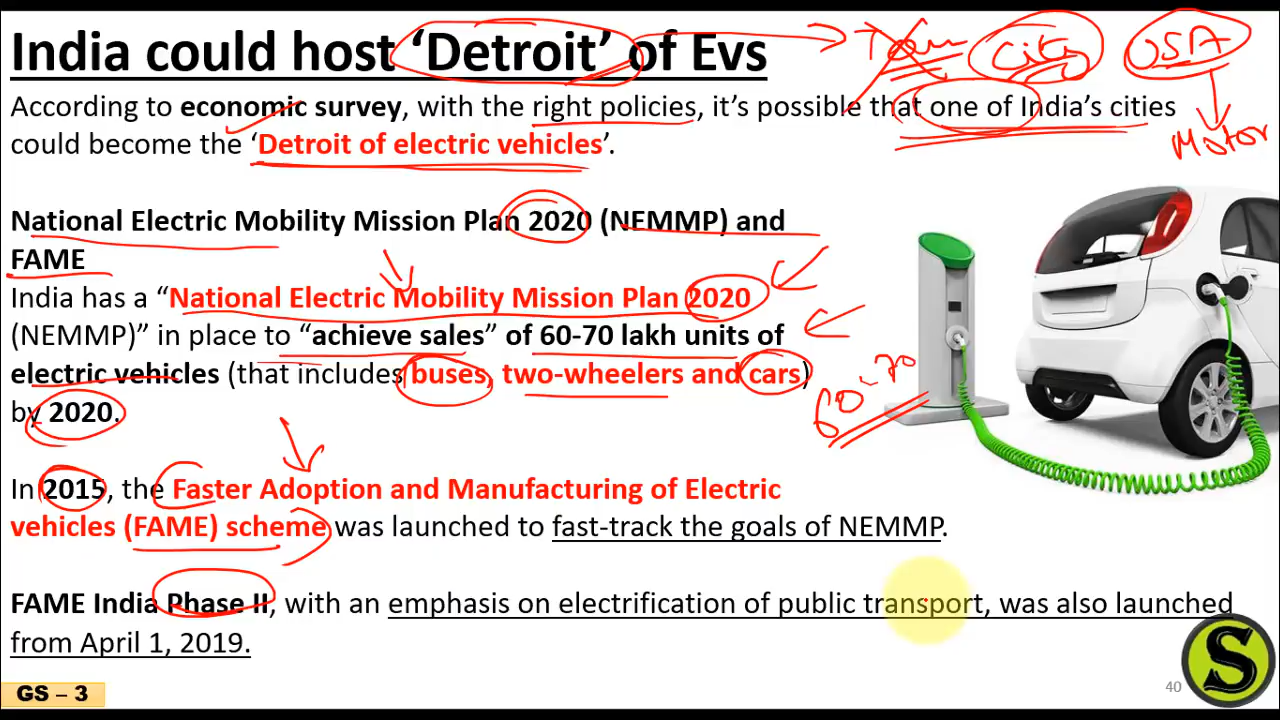 India could host ‘Detroit’ of Evs
City USA
According to economic survey, with the right policies, it’s possible that one of India’s cities
could become the ‘Detroit of electric vehicles’.
Motor
National Electric Mobility Mission Plan 2020 (NEMMP) and
FAME
India has a “National Electric Mobility Mission Plan 2020
(NEMMP)” in place to “achieve sales” of 60-70 lakh units of
electric vehicles (that includes buses, two-wheelers and cars)
by 2020.
60-70
In 2015, the Faster Adoption and Manufacturing of Electric
vehicles (FAME) scheme was launched to fast-track the goals of NEMMP.
FAME India Phase II, with an emphasis on electrification of public transport, was also launched
from April 1, 2019.
S
GS – 3
40